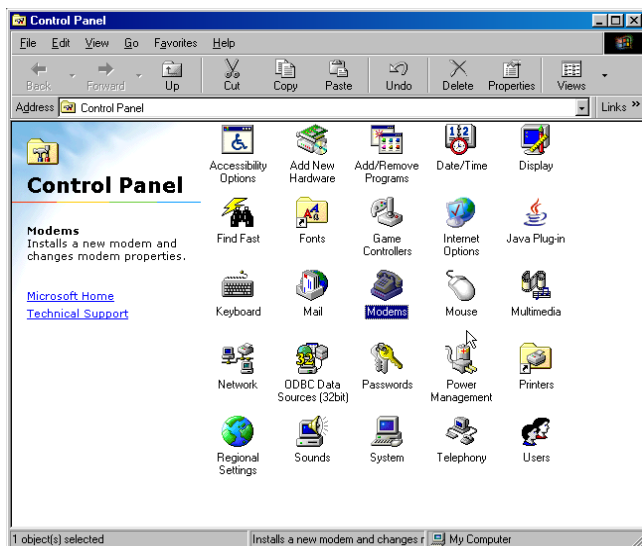 Control Panel
File Edit View Go Favorites Help
Back Forward Up Cut Copy Paste Undo Delete Properties Views
Address Control Panel Links »
Control Panel
Modems
Installs a new modem and
changes modem properties.
Microsoft Home
Technical Support
Accessibility
Options
Add New
Hardware
Add/Remove
Programs
Date/Time
Display
Find Fast
Fonts
Game
Controllers
Internet
Options
Java Plug-in
Keyboard
Mail
Modems
Mouse
Multimedia
Network
ODBC Data
Sources (32bit)
Passwords
Power
Management
Printers
Regional
Settings
Sounds
System
Telephony
Users
1 object(s) selected Installs a new modem and changes r My Computer